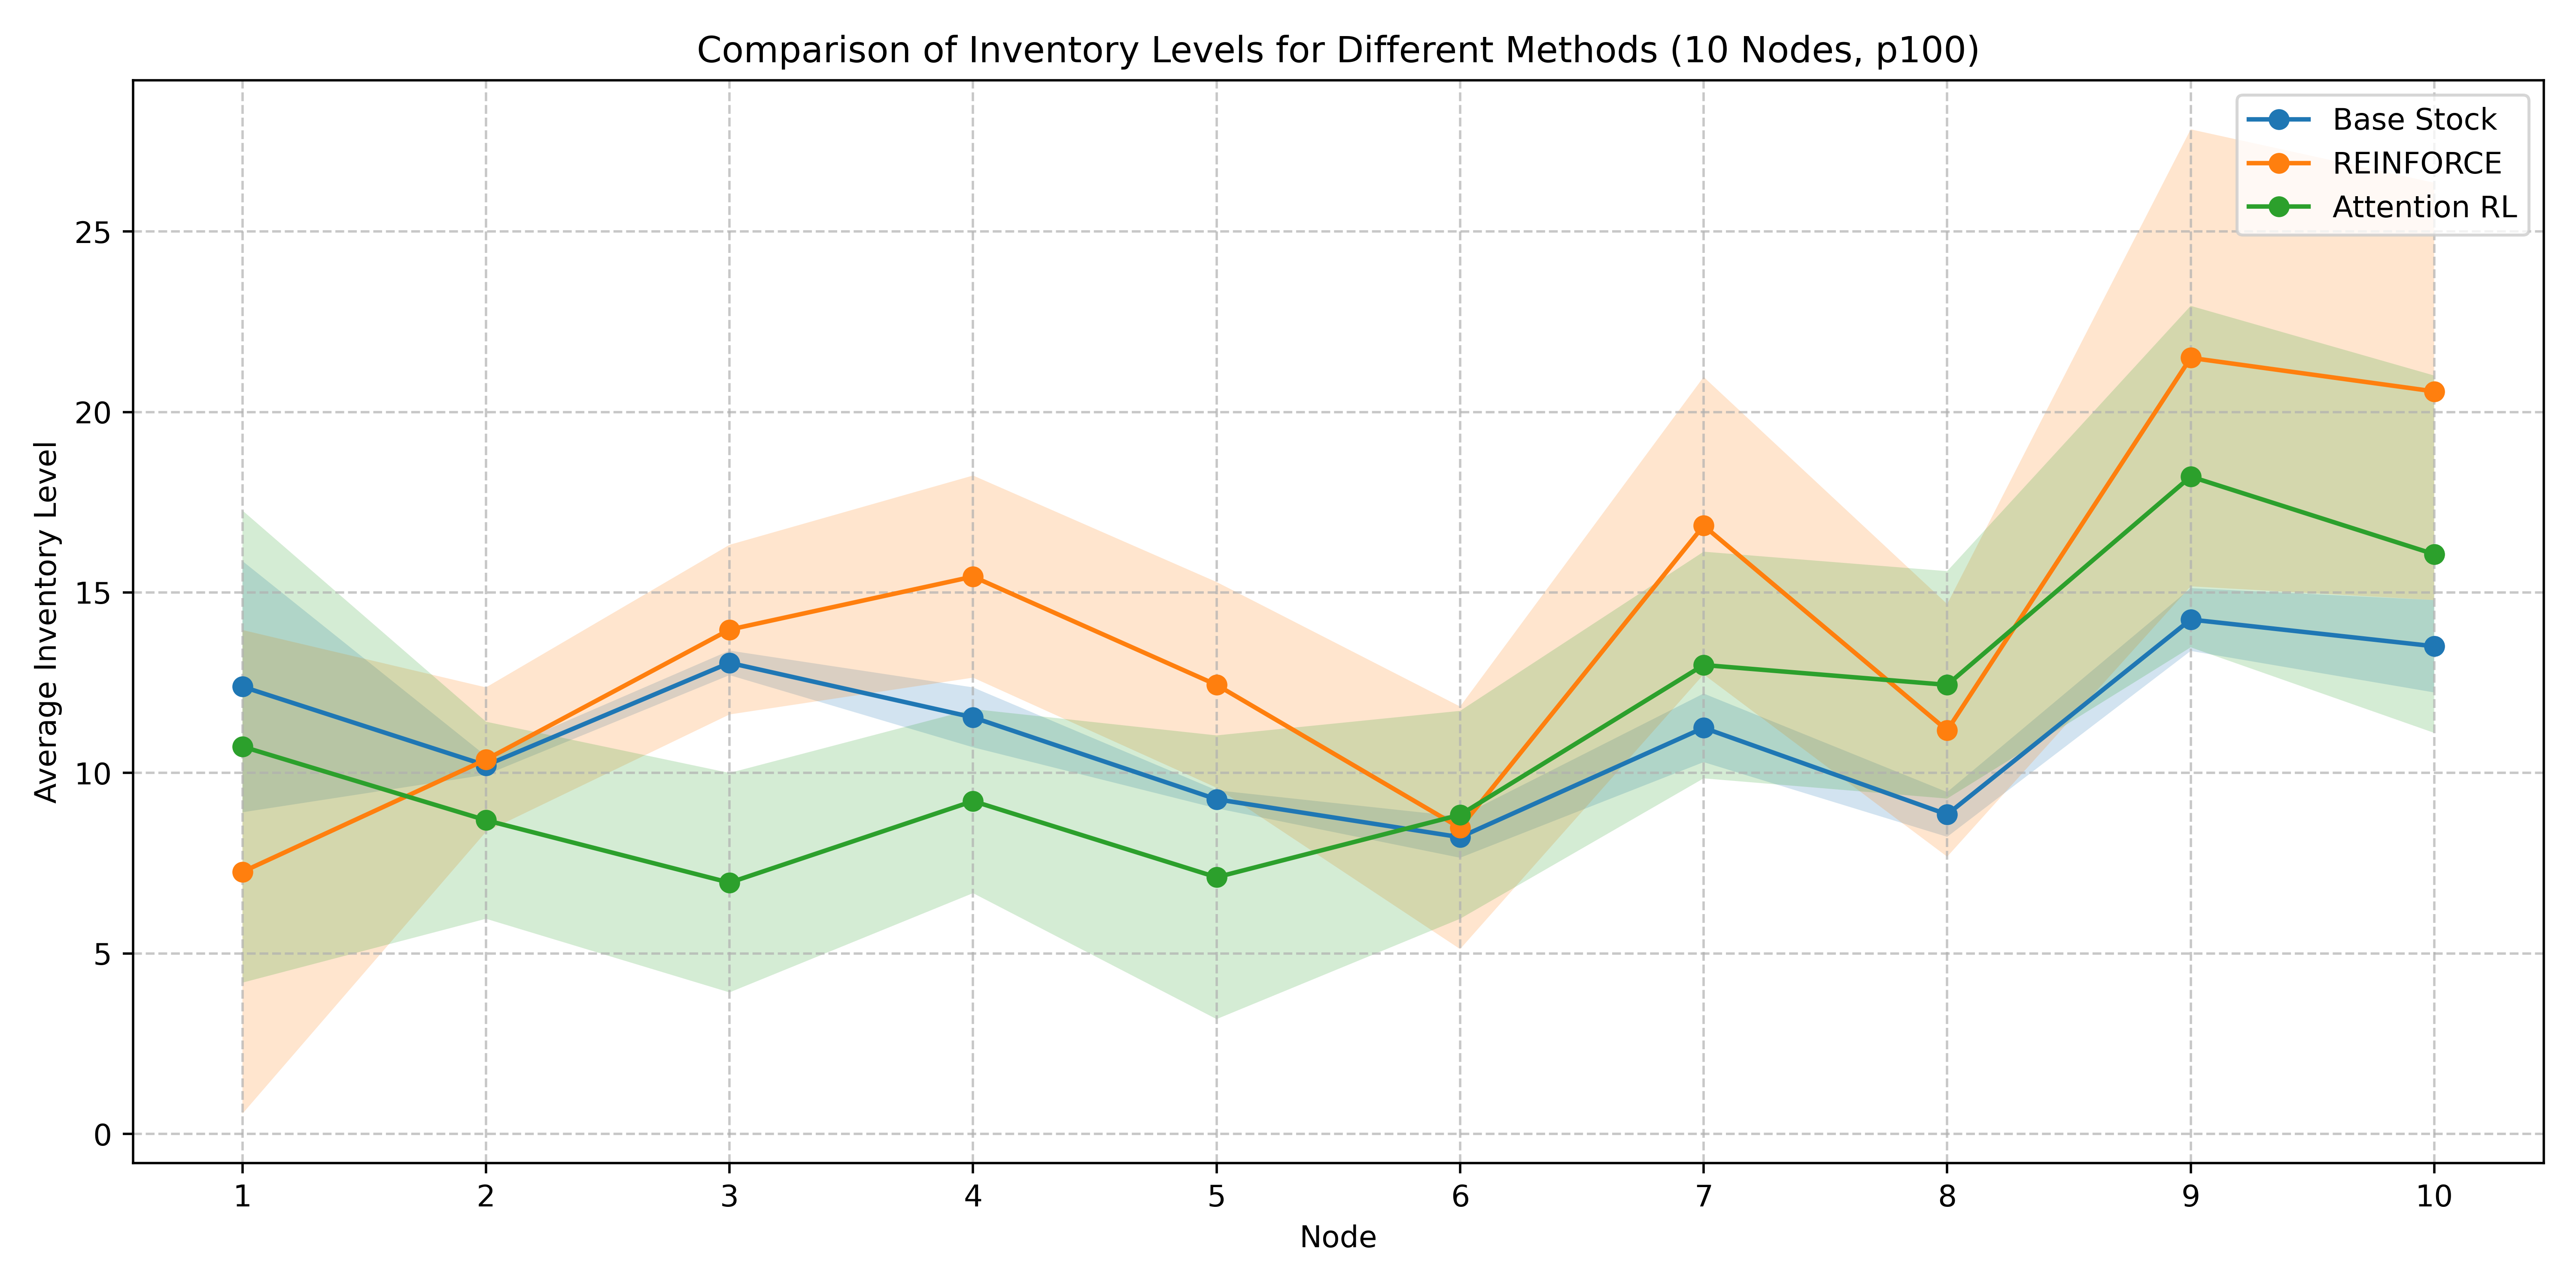 Comparison of Inventory Levels for Different Methods (10 Nodes, p100)
Base Stock
REINFORCE
Attention RL
Average Inventory Level
25
20
15
10
5
0
1 2 3 4 5 6 7 8 9 10
Node